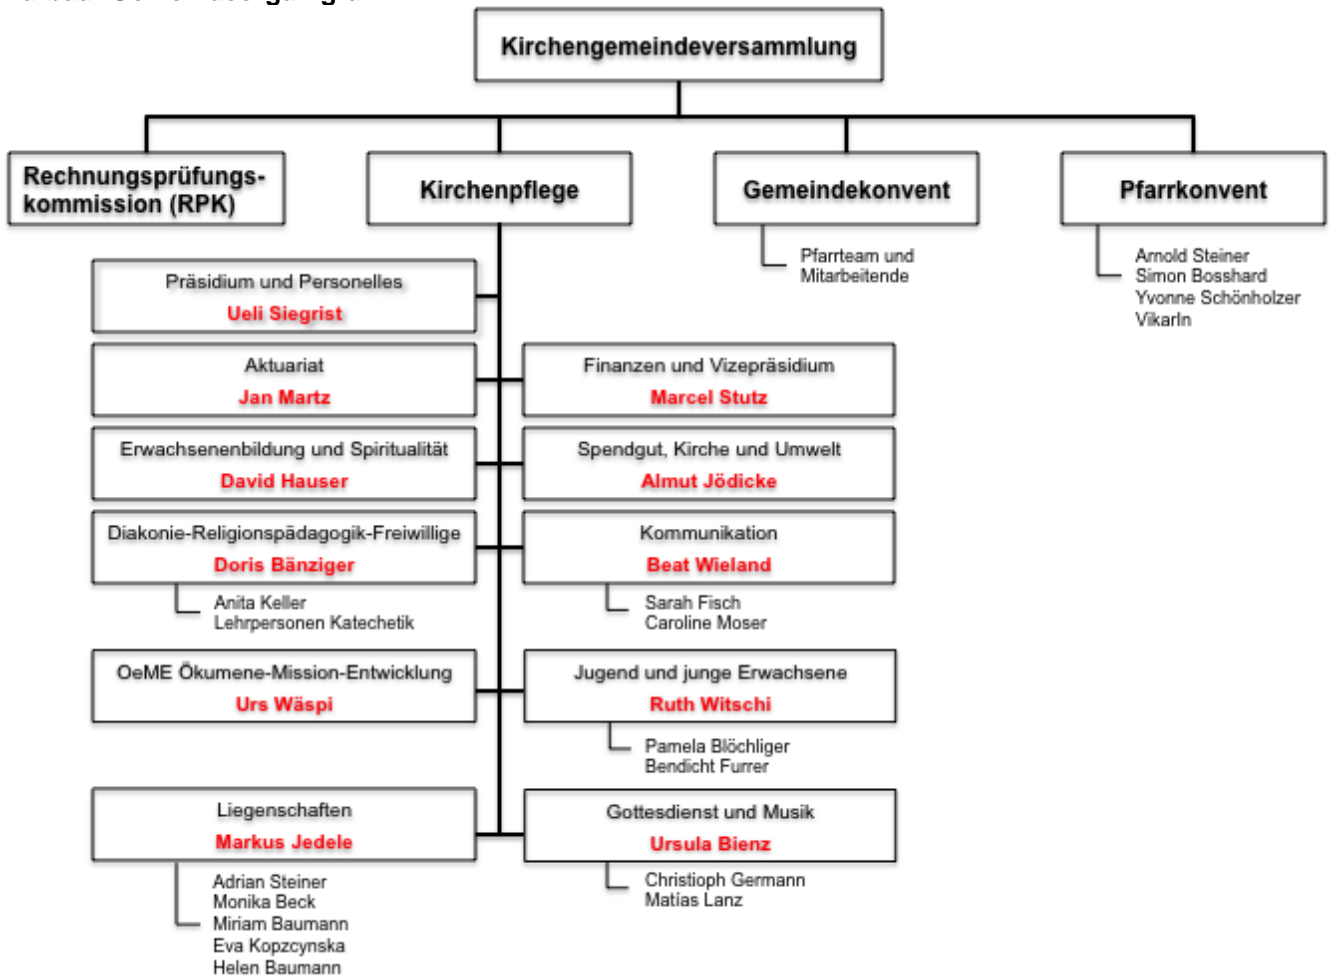 Kirchengemeindeversammlung
Rechnungsprüfungs-
kommission (RPK)
Kirchenpflege
Gemeindekonvent
Pfarrkonvent
Pfarrteam und
Mitarbeitende
Arnold Steiner
Simon Bosshard
Yvonne Schönholzer
VikarIn
Präsidium und Personelles
Ueli Siegrist
Aktuariat
Jan Martz
Finanzen und Vizepräsidium
Marcel Stutz
Erwachsenenbildung und Spiritualität
David Hauser
Spendgut, Kirche und Umwelt
Almut Jödicke
Diakonie-Religionspädagogik-Freiwillige
Doris Bänziger
Anita Keller
Lehrpersonen Katechetik
Kommunikation
Beat Wieland
Sarah Fisch
Caroline Moser
OeME Ökumene-Mission-Entwicklung
Urs Wäspi
Jugend und junge Erwachsene
Ruth Witschi
Pamela Blöchliger
Bendicht Furrer
Liegenschaften
Markus Jedele
Adrian Steiner
Monika Beck
Miriam Baumann
Eva Kopzcynska
Helen Baumann
Gottesdienst und Musik
Ursula Bienz
Christioph Germann
Matias Lanz